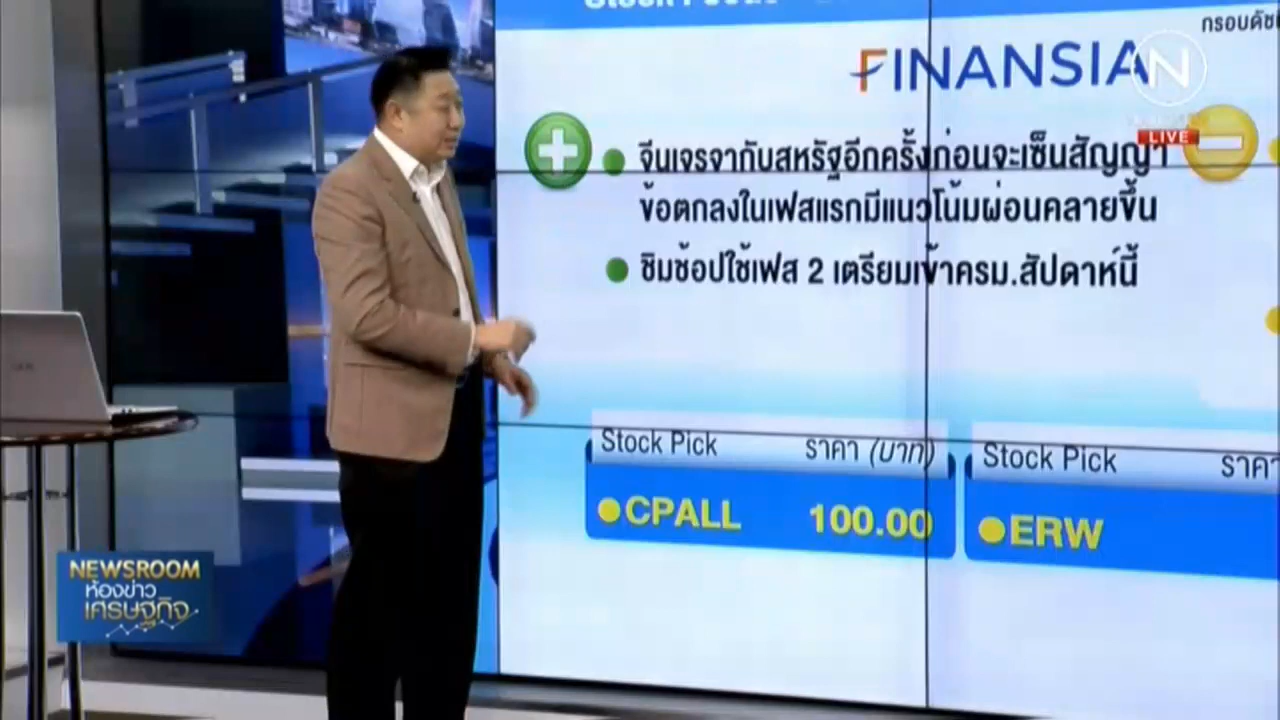 กรอบดัชนี
FINANSIA
N
LIVE
จีนเจรจากับสหรัฐอีกครั้งก่อนจะเซ็นสัญญา
ข้อตกลงในเฟสแรกมีแนวโน้มผ่อนคลายขึ้น
ชิมช้อปใช้เฟส 2 เตรียมเข้าครม.สัปดาห์นี้
Stock Pick ราคา (บาท)
CPALL 100.00
Stock Pick ราคา
ERW
NEWSROOM
ห้องข่าว
เศรษฐกิจ